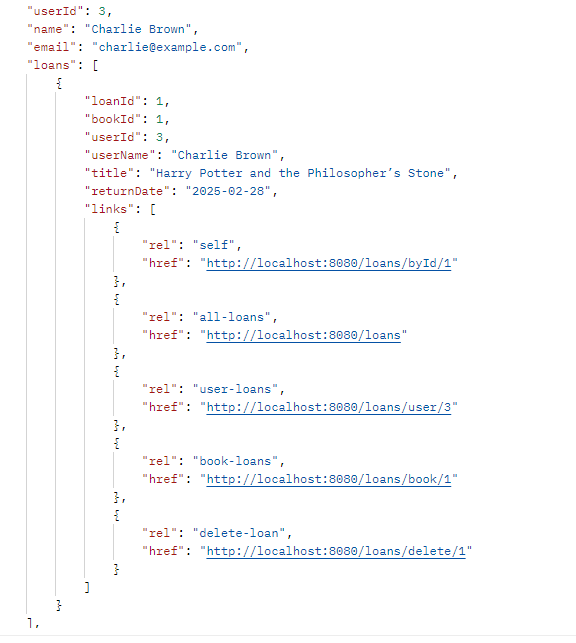 "userId": 3,
"name": "Charlie Brown",
"email": "charlie@example.com",
"loans": [
{
"loanId": 1,
"bookId": 1,
"userId": 3,
"userName": "Charlie Brown",
"title": "Harry Potter and the Philosopher’s Stone",
"returnDate": "2025-02-28",
"links": [
{
"rel": "self",
"href": "http://localhost:8080/loans/byId/1"
},
{
"rel": "all-loans",
"href": "http://localhost:8080/loans"
},
{
"rel": "user-loans",
"href": "http://localhost:8080/loans/user/3"
},
{
"rel": "book-loans",
"href": "http://localhost:8080/loans/book/1"
},
{
"rel": "delete-loan",
"href": "http://localhost:8080/loans/delete/1"
}
]
}
],